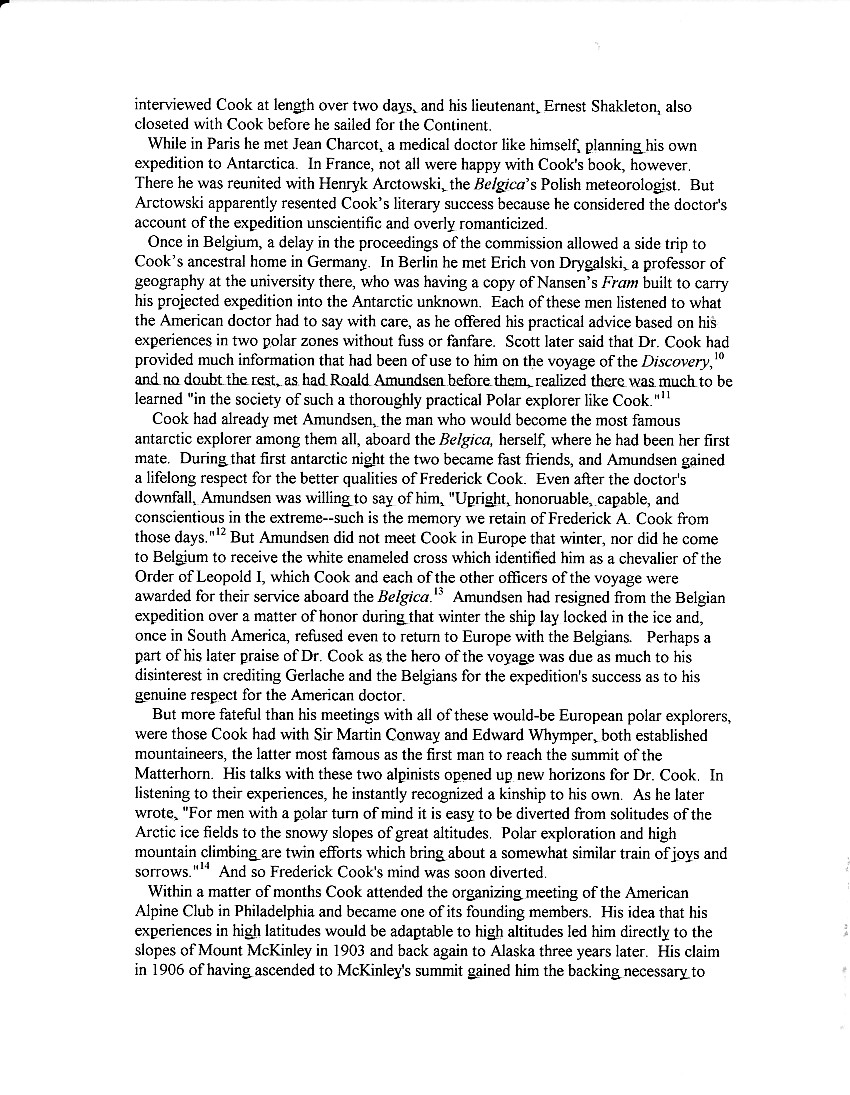 interviewed Cook at length over two days, and his lieutenant, Ernest Shakleton, also
closeted with Cook before he sailed for the Continent.
While in Paris he met Jean Charcot, a medical doctor like himself, planning his own
expedition to Antarctica. In France, not all were happy with Cook's book, however.
There he was reunited with Henryk Arctowski, the Belgica's Polish meteorologist. But
Arctowski apparently resented Cook's literary success because he considered the doctor's
account of the expedition unscientific and overly romanticized.
Once in Belgium, a delay in the proceedings of the commission allowed a side trip to
Cook's ancestral home in Germany. In Berlin he met Erich von Drygalski, a professor of
geography at the university there, who was having a copy of Nansen's Fram built to carry
his projected expedition into the Antarctic unknown. Each of these men listened to what
the American doctor had to say with care, as he offered his practical advice based on his
experiences in two polar zones without fuss or fanfare. Scott later said that Dr. Cook had
provided much information that had been of use to him on the voyage of the Discovery,10
and no doubt the rest, as had Roald Amundsen before them, realized there was much to be
learned "in the society of such a thoroughly practical Polar explorer like Cook."11
Cook had already met Amundsen, the man who would become the most famous
antarctic explorer among them all, aboard the Belgica, herself, where he had been her first
mate. During that first antarctic night the two became fast friends, and Amundsen gained
a lifelong respect for the better qualities of Frederick Cook. Even after the doctor's
downfall, Amundsen was willing to say of him, "Upright, honoruable, capable, and
conscientious in the extreme--such is the memory we retain of Frederick A. Cook from
those days."12 But Amundsen did not meet Cook in Europe that winter, nor did he come
to Belgium to receive the white enameled cross which identified him as a chevalier of the
Order of Leopold I, which Cook and each of the other officers of the voyage were
awarded for their service aboard the Belgica.13 Amundsen had resigned from the Belgian
expedition over a matter of honor during that winter the ship lay locked in the ice and,
once in South America, refused even to return to Europe with the Belgians. Perhaps a
part of his later praise of Dr. Cook as the hero of the voyage was due as much to his
disinterest in crediting Gerlache and the Belgians for the expedition's success as to his
genuine respect for the American doctor.
But more fateful than his meetings with all of these would-be European polar explorers,
were those Cook had with Sir Martin Conway and Edward Whymper, both established
mountaineers, the latter most famous as the first man to reach the summit of the
Matterhorn. His talks with these two alpinists opened up new horizons for Dr. Cook. In
listening to their experiences, he instantly recognized a kinship to his own. As he later
wrote, "For men with a polar turn of mind it is easy to be diverted from solitudes of the
Arctic ice fields to the snowy slopes of great altitudes. Polar exploration and high
mountain climbing are twin efforts which bring about a somewhat similar train of joys and
sorrows."14 And so Frederick Cook's mind was soon diverted.
Within a matter of months Cook attended the organizing meeting of the American
Alpine Club in Philadelphia and became one of its founding members. His idea that his
experiences in high latitudes would be adaptable to high altitudes led him directly to the
slopes of Mount McKinley in 1903 and back again to Alaska three years later. His claim
in 1906 of having ascended to McKinley's summit gained him the backing necessary to